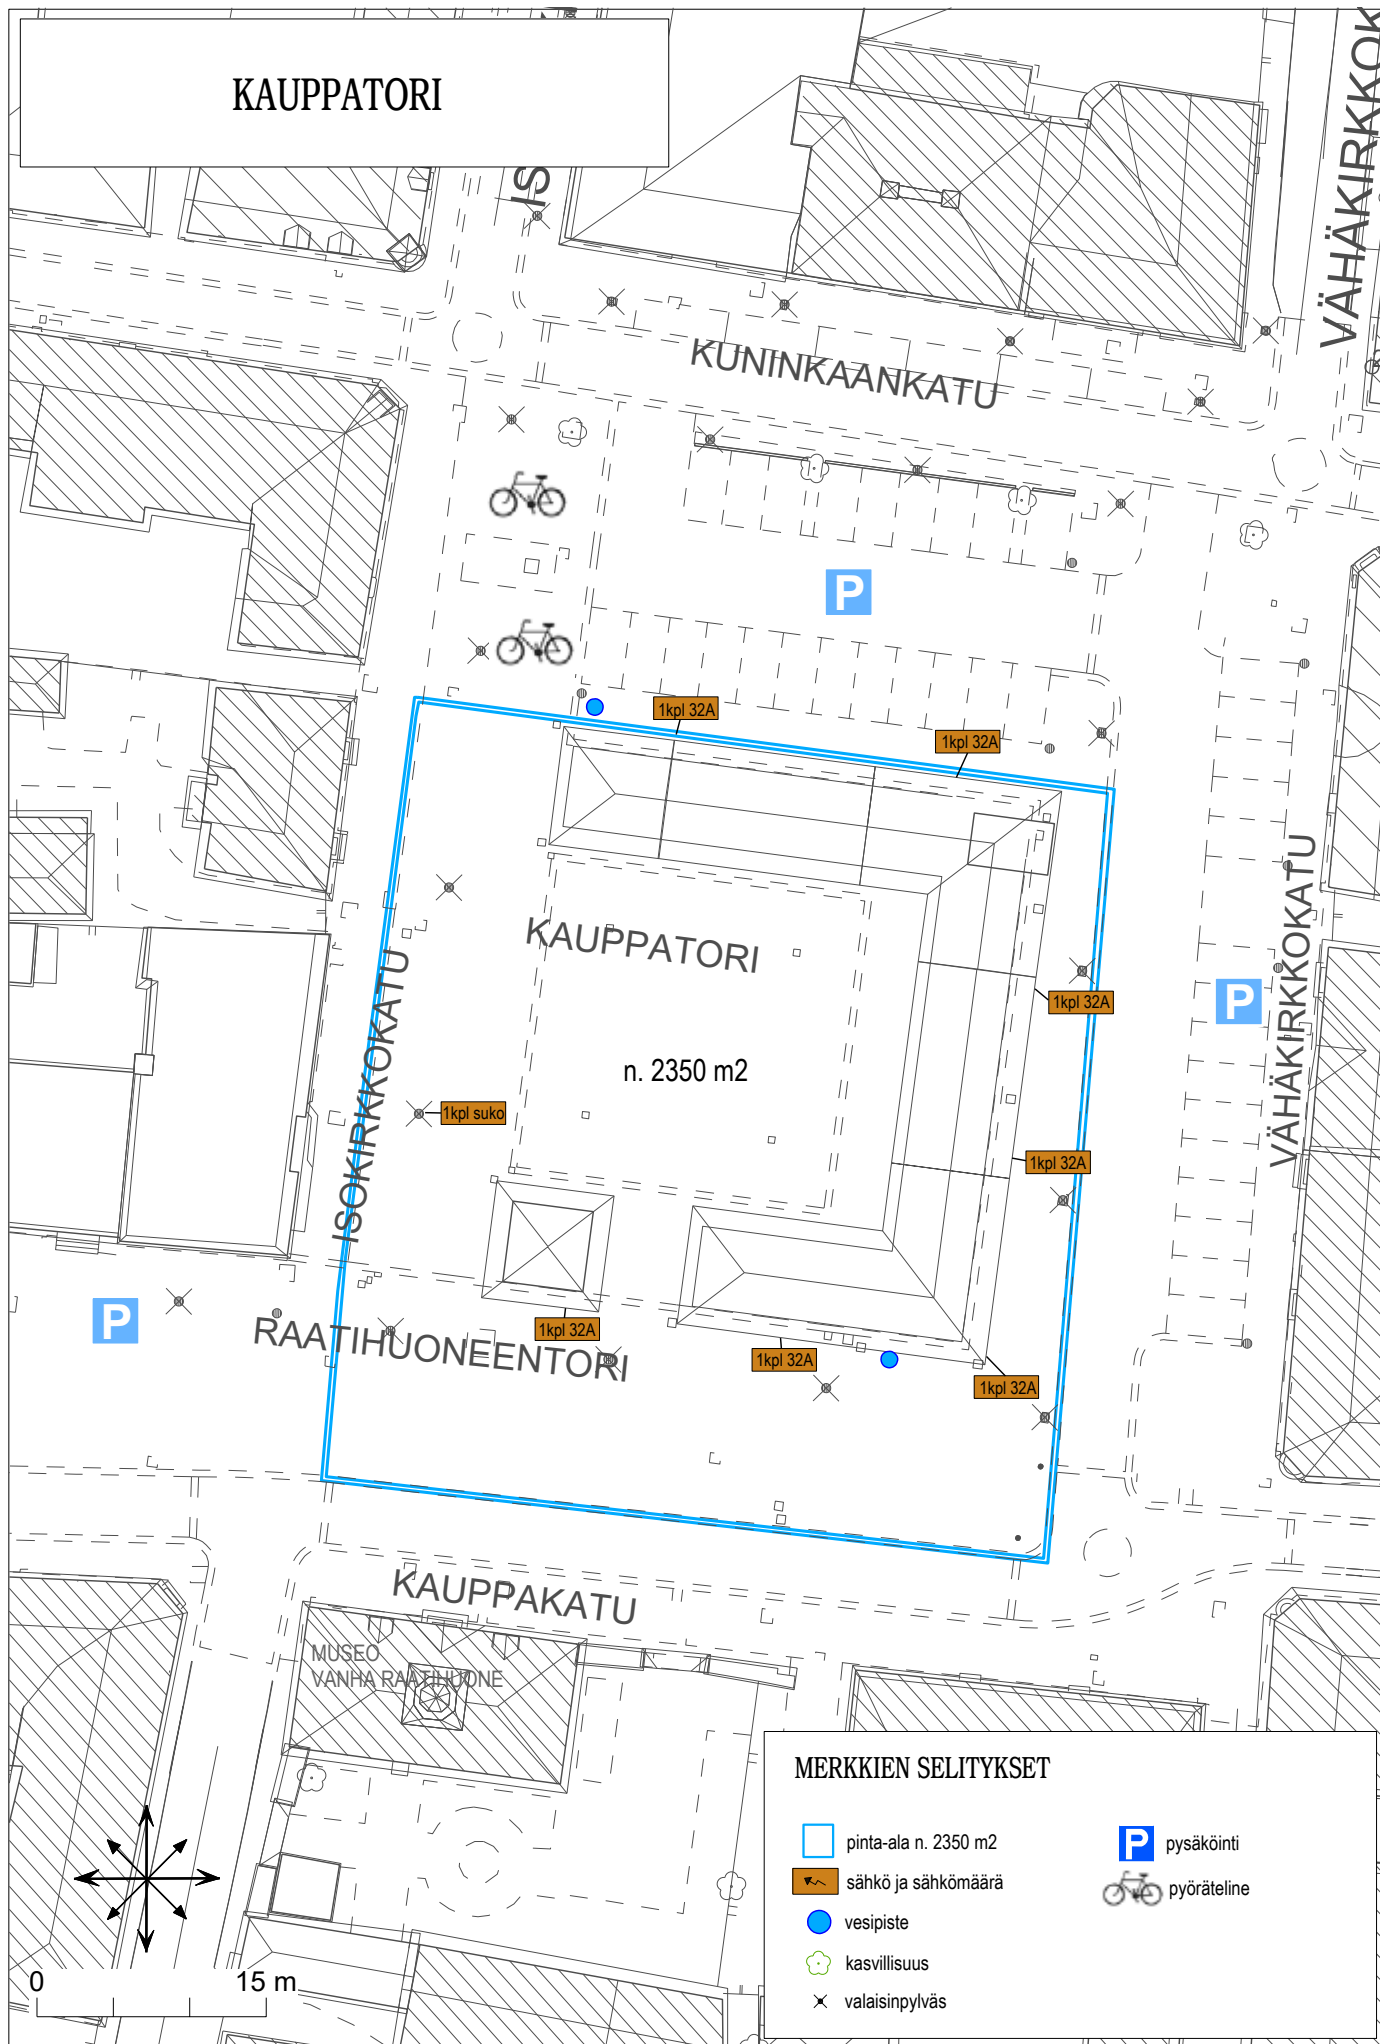 KAUPPATORI
IS
VÄHÄKIRKKOK
KUNINKAANKATU
P
1kpl 32A
1kpl 32A
KAUPPATORI
VÄHÄKIRKKOKATU
ISOKIRKKOKATU
P
1kpl 32A
n. 2350 m2
1kpl suko
1kpl 32A
P
RAATIHUONEENTORI
1kpl 32A
1kpl 32A
1kpl 32A
KAUPPAKATU
MUSEO
VANHA RAATIHUONE
MERKKIEN SELITYKSET
pinta-ala n. 2350 m2
P pysäköinti
sähkö ja sähkömäärä
pyöräteline
vesipiste
kasvillisuus
valaisinpylväs
0 15 m